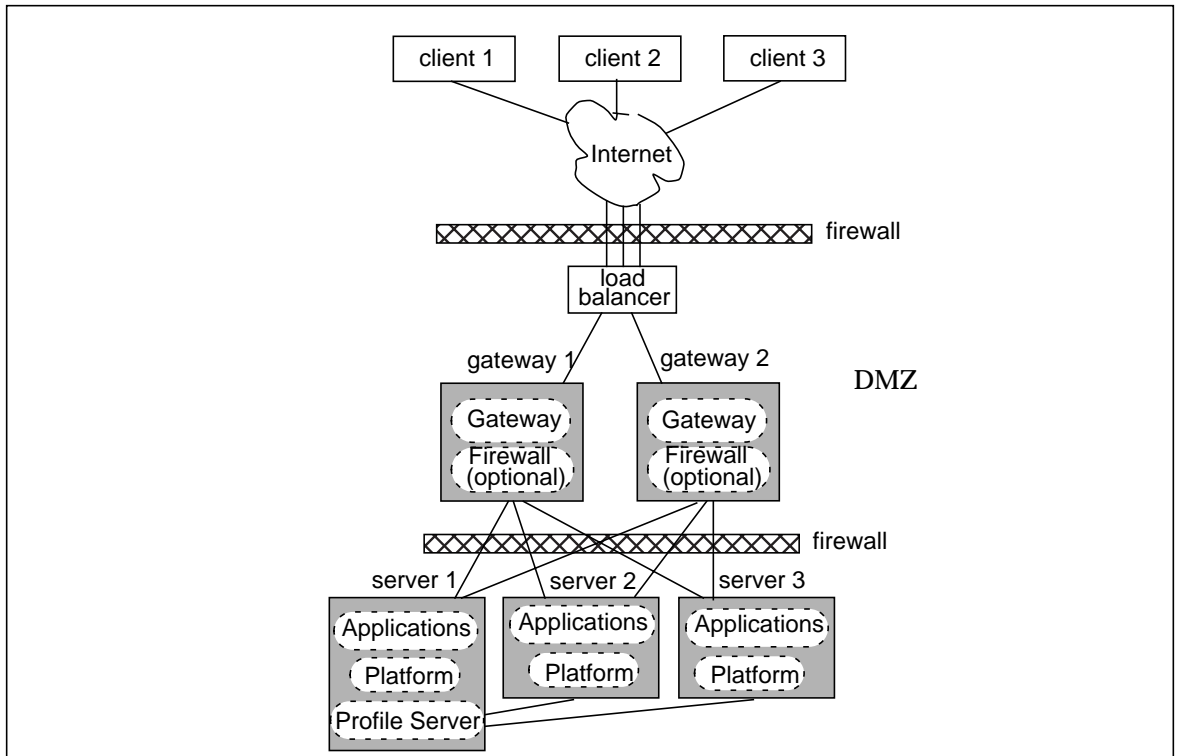 client 1
client 2
client 3
Internet
firewall
load
balancer
gateway 1
gateway 2
DMZ
Gateway
Firewall
(optional)
Gateway
Firewall
(optional)
firewall
server 1
server 2
server 3
Applications
Platform
Profile Server
Applications
Platform
Applications
Platform